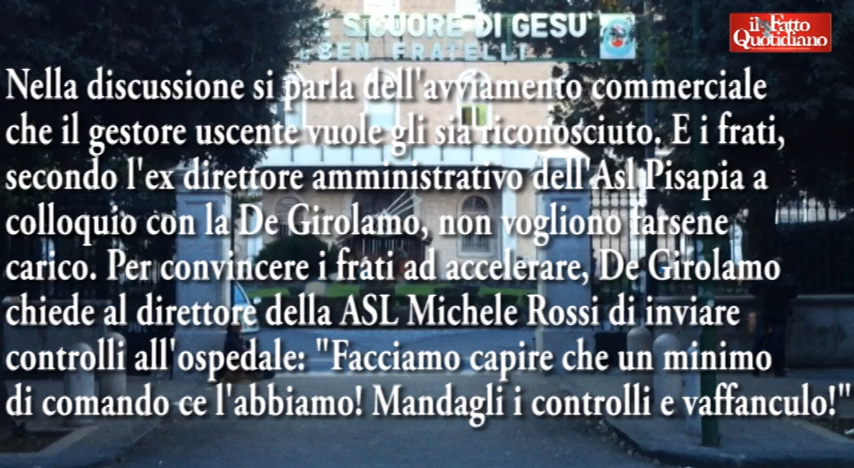 S.CUORE DI GESU'
BEN FRATELLI
il Fatto
Quotidiano
Nella discussione si parla dell'avviamento commerciale
che il gestore uscente vuole gli sia riconosciuto. E i frati,
secondo l'ex direttore amministrativo dell'Asl Pisapia a
colloquio con la De Girolamo, non vogliono farsene
carico. Per convincere i frati ad accelerare, De Girolamo
chiede al direttore della ASL Michele Rossi di inviare
controlli all'ospedale: "Facciamo capire che un minimo
di comando ce l'abbiamo! Mandagli i controlli e vaffanculo!"